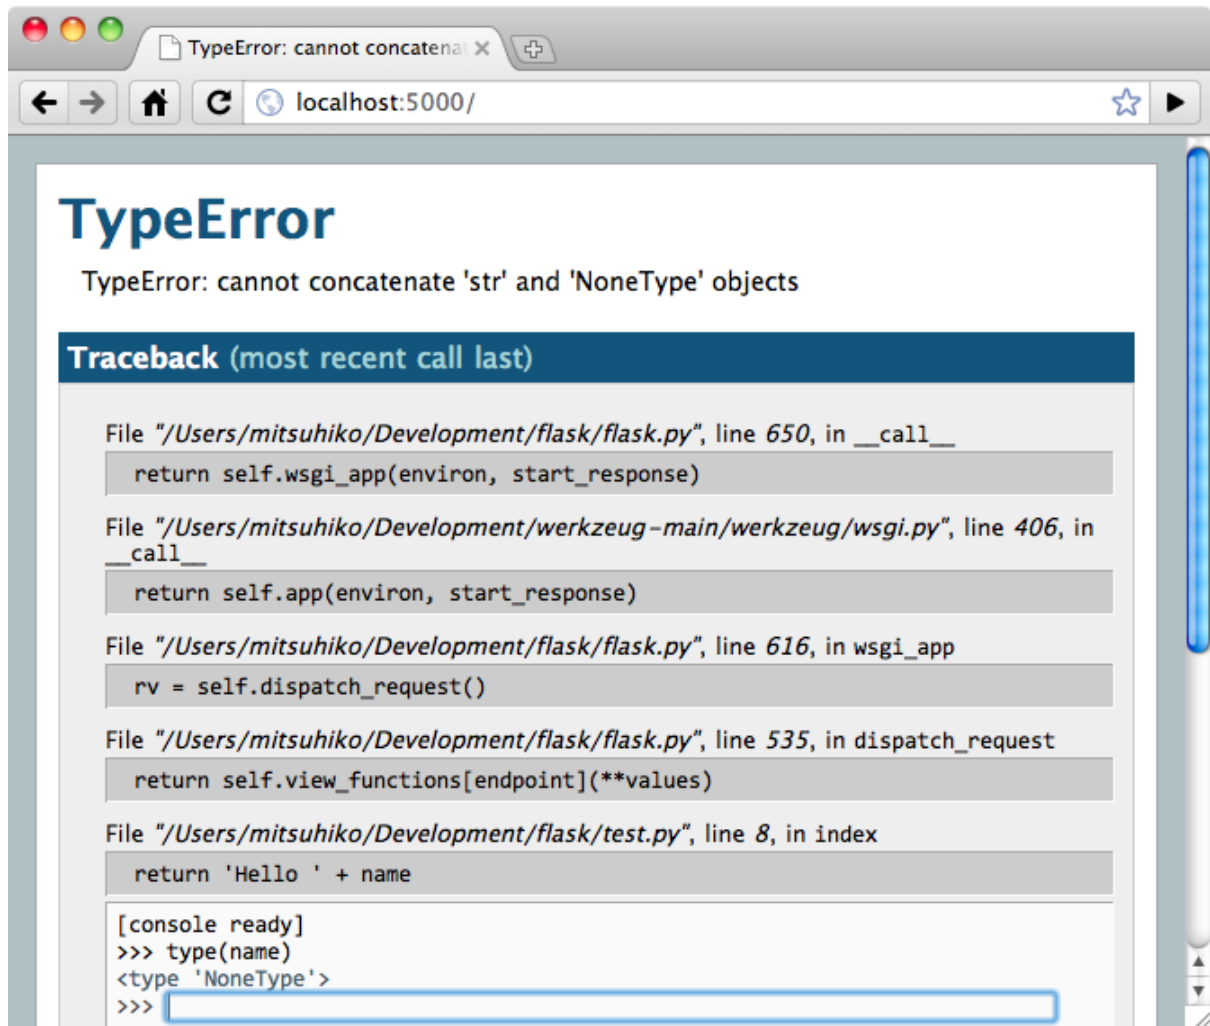 TypeError: cannot concatenat
localhost:5000/
TypeError
TypeError: cannot concatenate 'str' and 'NoneType' objects
Traceback (most recent call last)
File "/Users/mitsuhiko/Development/flask/flask.py", line 650, in __call__
return self.wsgi_app(environ, start_response)
File "/Users/mitsuhiko/Development/werkzeug-main/werkzeug/wsgi.py", line 406, in
__call__
return self.app(environ, start_response)
File "/Users/mitsuhiko/Development/flask/flask.py", line 616, in wsgi_app
rv = self.dispatch_request()
File "/Users/mitsuhiko/Development/flask/flask.py", line 535, in dispatch_request
return self.view_functions[endpoint](**values)
File "/Users/mitsuhiko/Development/flask/test.py", line 8, in index
return 'Hello ' + name
[console ready]
>>> type(name)
<type 'NoneType'>
>>>